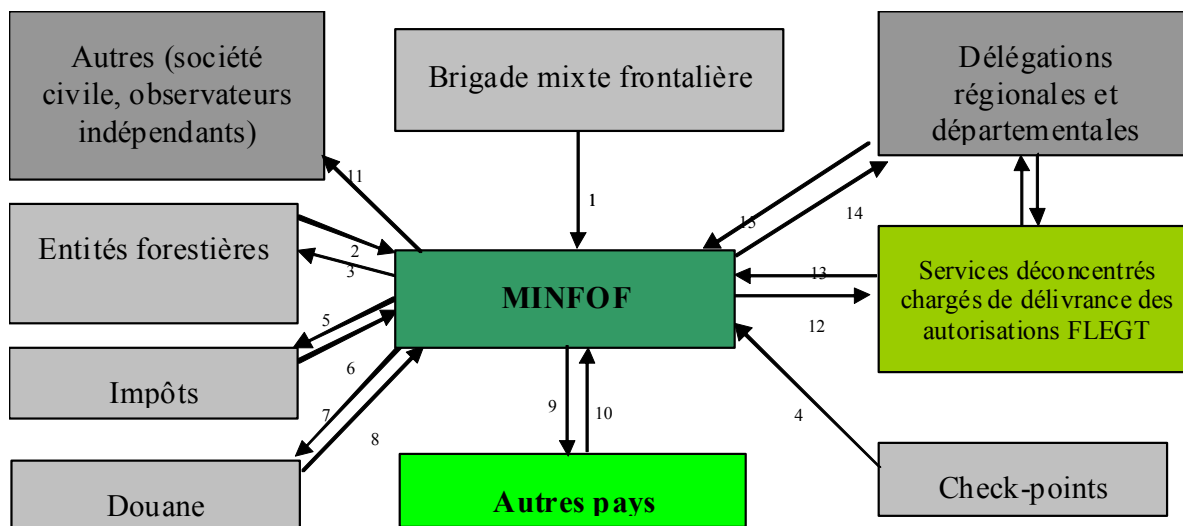 Autres (société
civile, observateurs
indépendants)
Brigade mixte frontalière
Délégations
régionales et
départementales
11
1
15
14
Entités forestières
2
3
MINFOF
13
12
Services déconcentrés
chargés de délivrance des
autorisations FLEGT
5
6
Impôts
7
8
9
10
4
Douane
Autres pays
Check-points